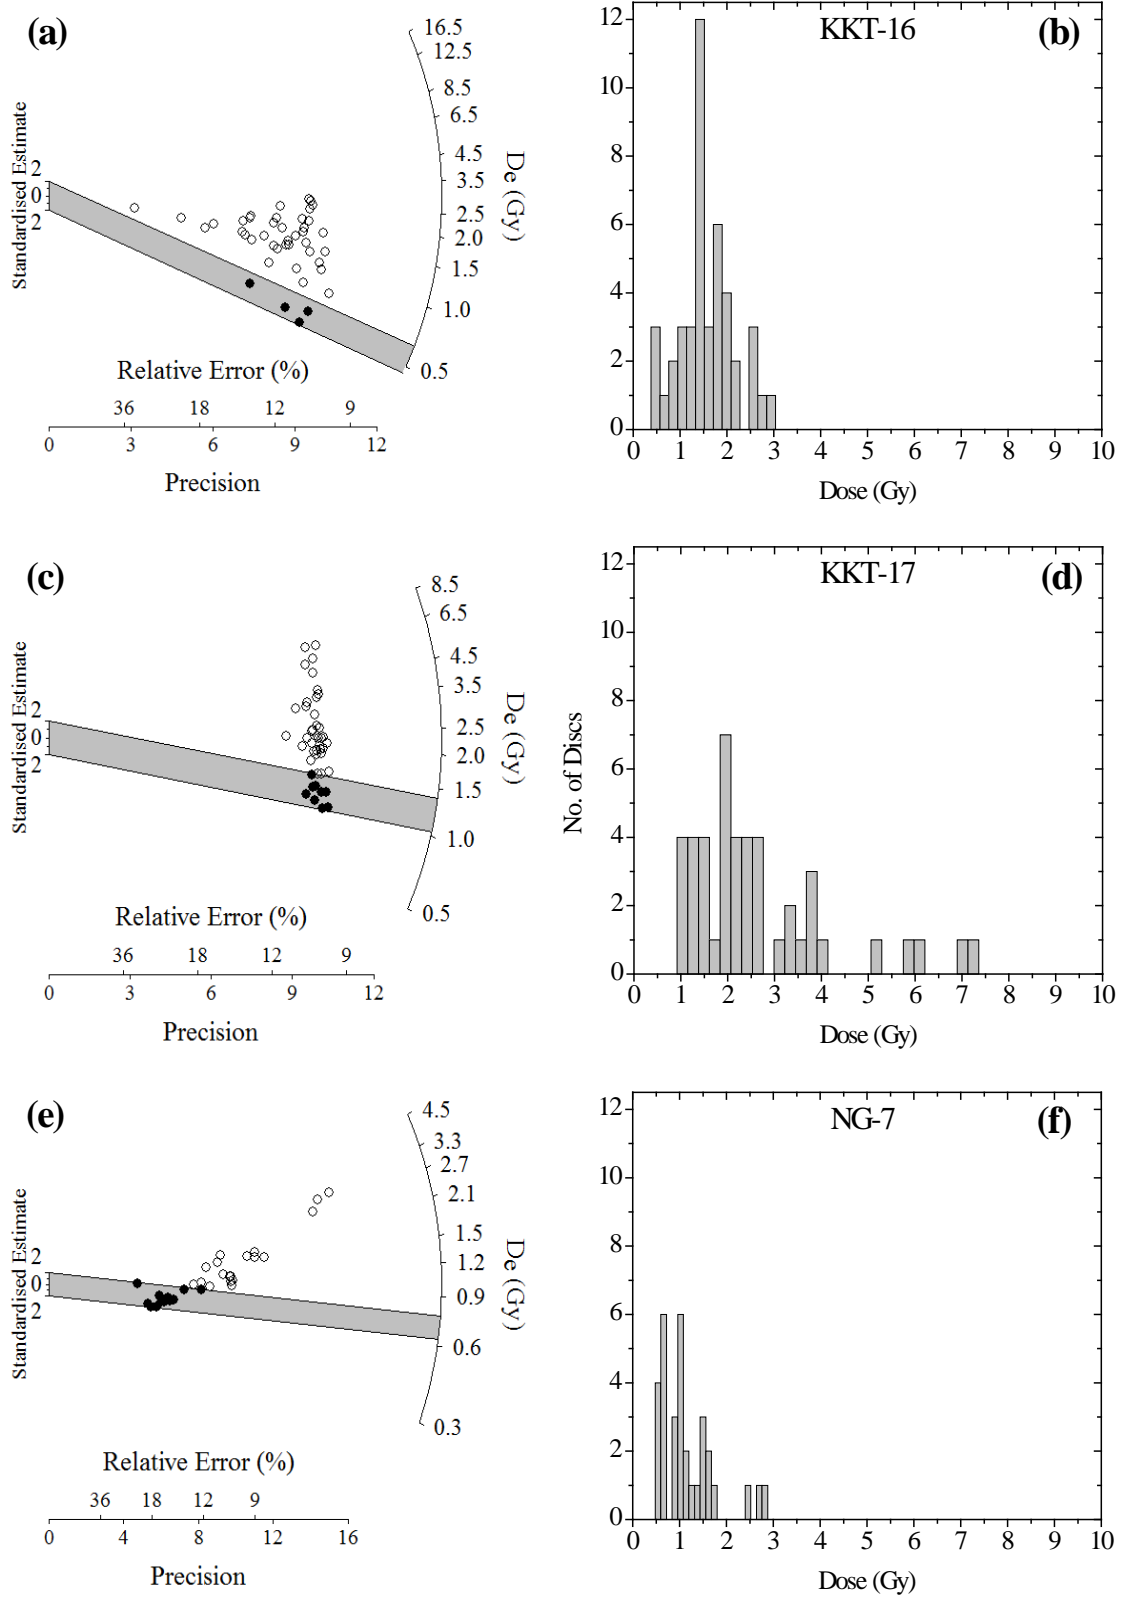 (a)
16.5
12.5
8.5
6.5
4.5
3.5
2.5
2.0
1.5
1.0
0.5
De (Gy)
Standardised Estimate
2
0
2
Relative Error (%)
36 18 12 9
0 3 6 9 12
Precision
KKT-16
(b)
12
10
8
6
4
2
0
0 1 2 3 4 5 6 7 8 9 10
Dose (Gy)
(c)
8.5
6.5
4.5
3.5
2.5
2.0
1.5
1.0
0.5
De (Gy)
Standardised Estimate
2
0
2
Relative Error (%)
36 18 12 9
0 3 6 9 12
Precision
KKT-17
(d)
No. of Discs
12
10
8
6
4
2
0
0 1 2 3 4 5 6 7 8 9 10
Dose (Gy)
(e)
4.5
3.3
2.7
2.1
1.5
1.2
0.9
0.6
0.3
De (Gy)
Standardised Estimate
2
0
2
Relative Error (%)
36 18 12 9
0 4 8 12 16
Precision
NG-7
(f)
12
10
8
6
4
2
0
0 1 2 3 4 5 6 7 8 9 10
Dose (Gy)